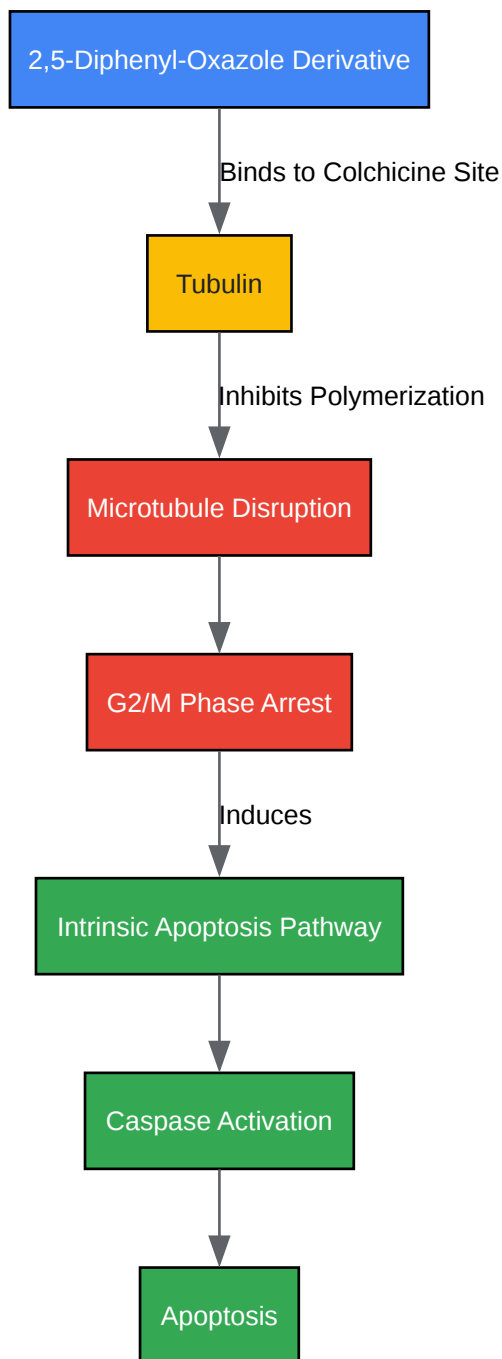 2,5-Diphenyl-Oxazole Derivative
Binds to Colchicine Site
Tubulin
Inhibits Polymerization
Microtubule Disruption
G2/M Phase Arrest
Induces
Intrinsic Apoptosis Pathway
Caspase Activation
Apoptosis